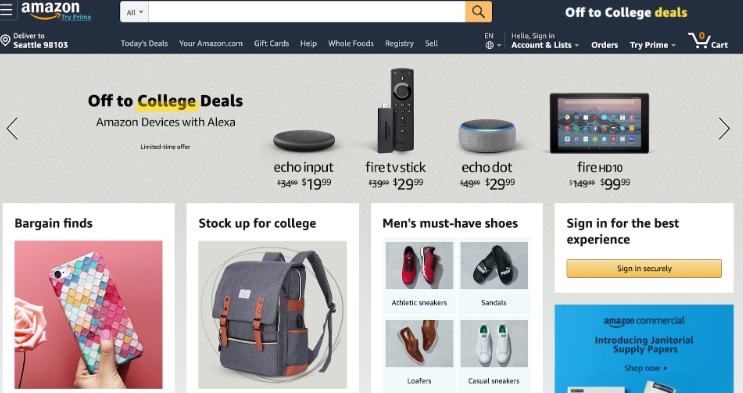 amazon
Try Prime
All
Off to College deals
Deliver to
Seattle 98103
Today's Deals Your Amazon.com Gift Cards Help Whole Foods Registry Sell
EN
Hello, Sign in
Account & Lists
Orders
Try Prime
0
Cart
Off to College Deals
Amazon Devices with Alexa
Limited-time offer
echo input
$34.99 $19.99
fire tv stick
$39.99 $29.99
echo dot
$49.99 $29.99
fire HD 10
$149.99 $99.99
Bargain finds
Stock up for college
Men's must-have shoes
Athletic sneakers
Sandals
Loafers
Casual sneakers
Sign in for the best
experience
Sign in securely
amazon commercial
Introducing Janitorial
Supply Papers
Shop now